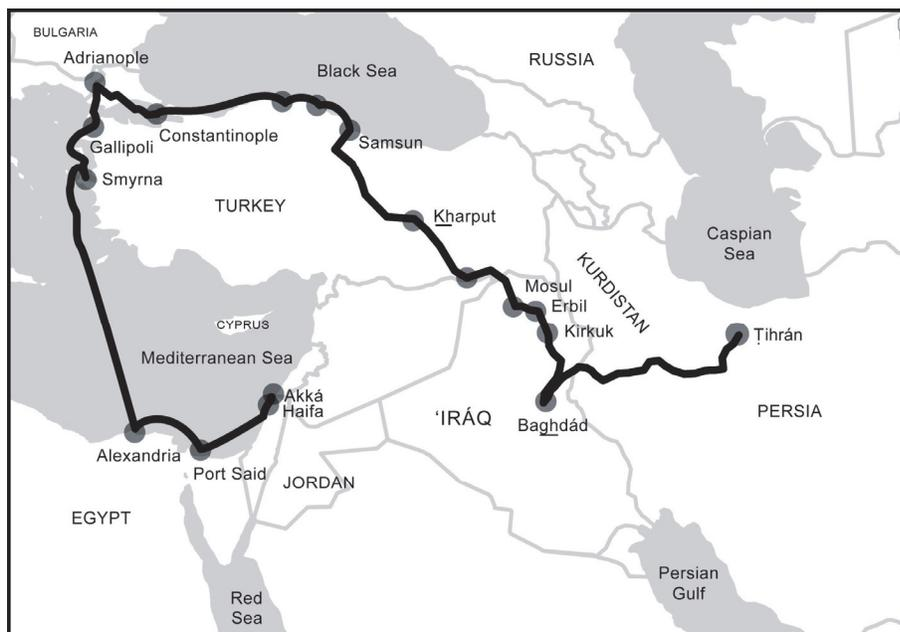 BULGARIA
Adrianople
Black Sea
RUSSIA
Gallipoli
Constantinople
Samsun
Smyrna
TURKEY
Kharput
Caspian
Sea
KURDISTAN
Mosul
Erbil
Kirkuk
CYPRUS
Ṭihrán
Mediterranean Sea
Akká
Haifa
‘IRÁQ
Baghdád
PERSIA
Alexandria
Port Said
JORDAN
EGYPT
Persian
Gulf
Red
Sea